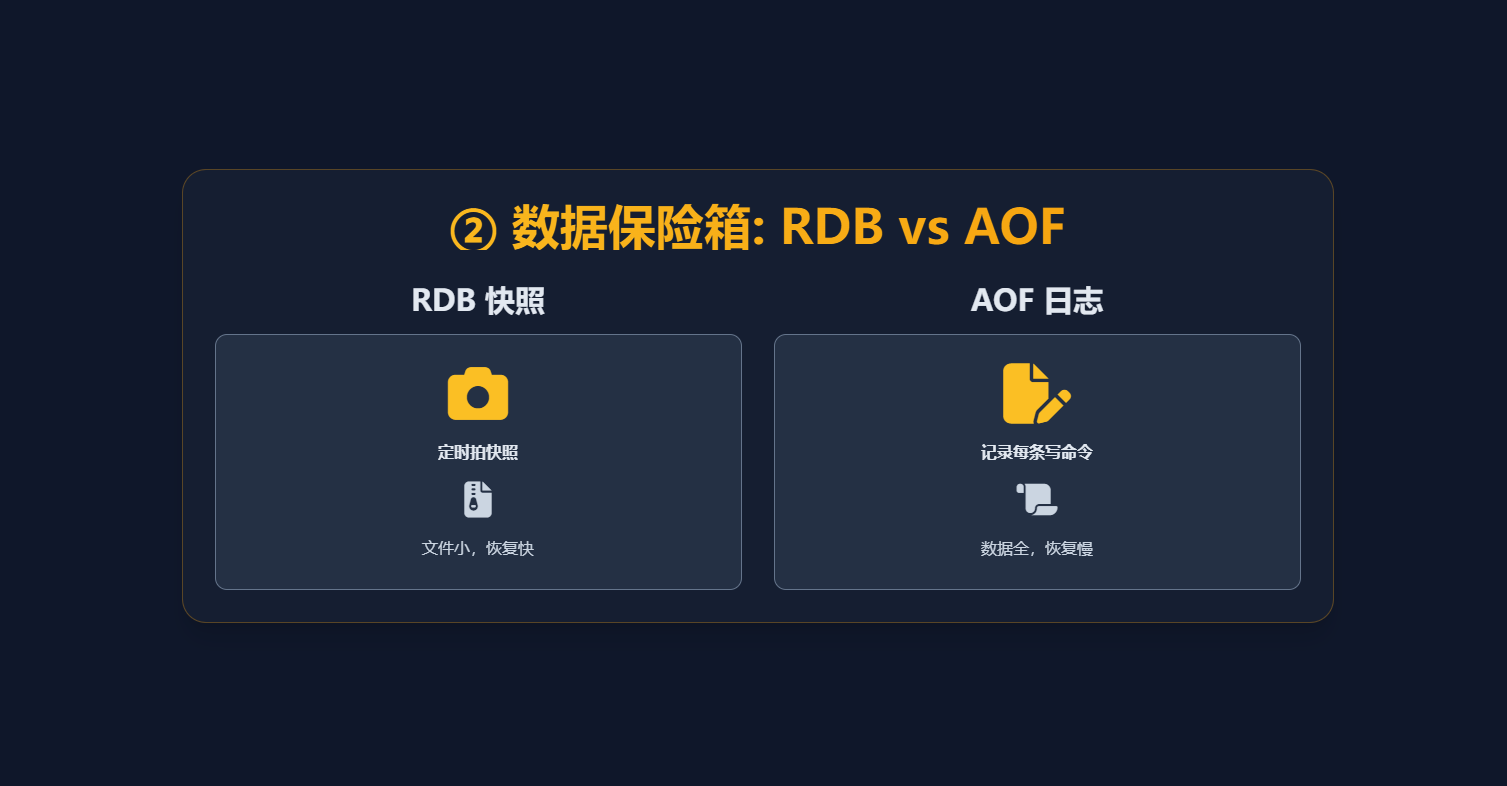 ② 数据保险箱: RDB vs AOF
RDB 快照
定时拍快照
文件小，恢复快
AOF 日志
记录每条写命令
数据全，恢复慢